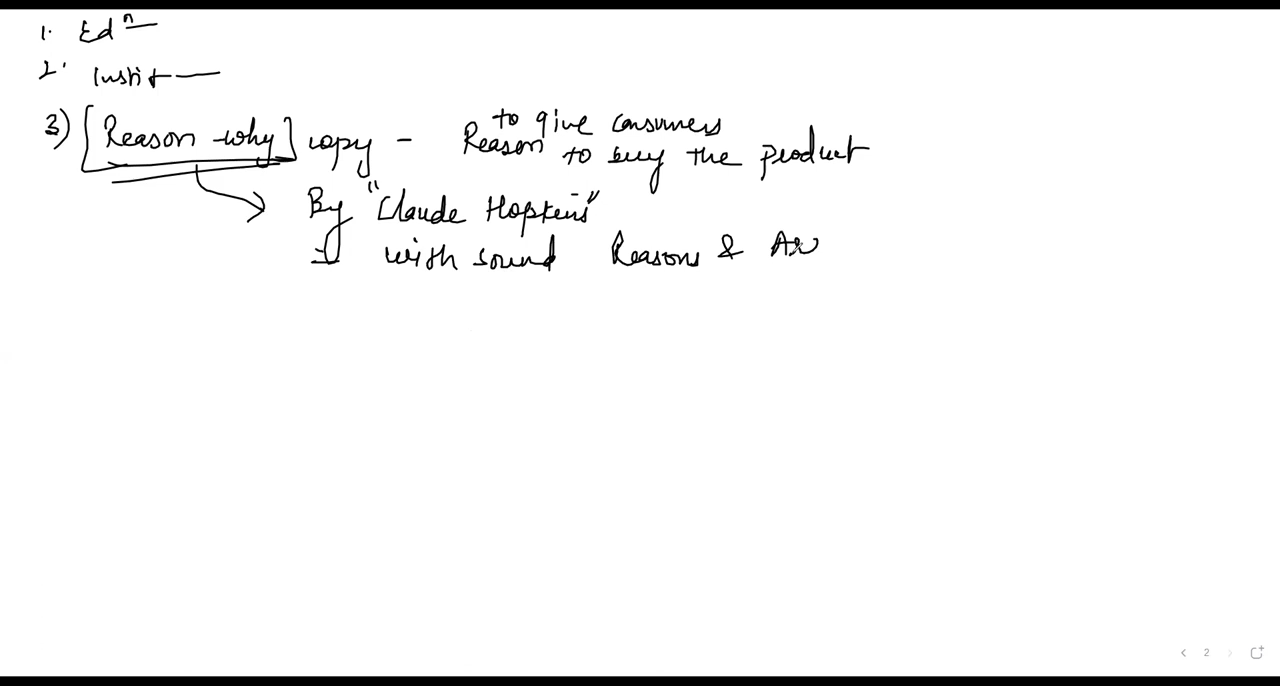 1. Edⁿ
2. Instit
3) [Reason why] copy - to give consumers
Reason to buy the product
By "Claude Hopkins"
with sound Reasons &
2